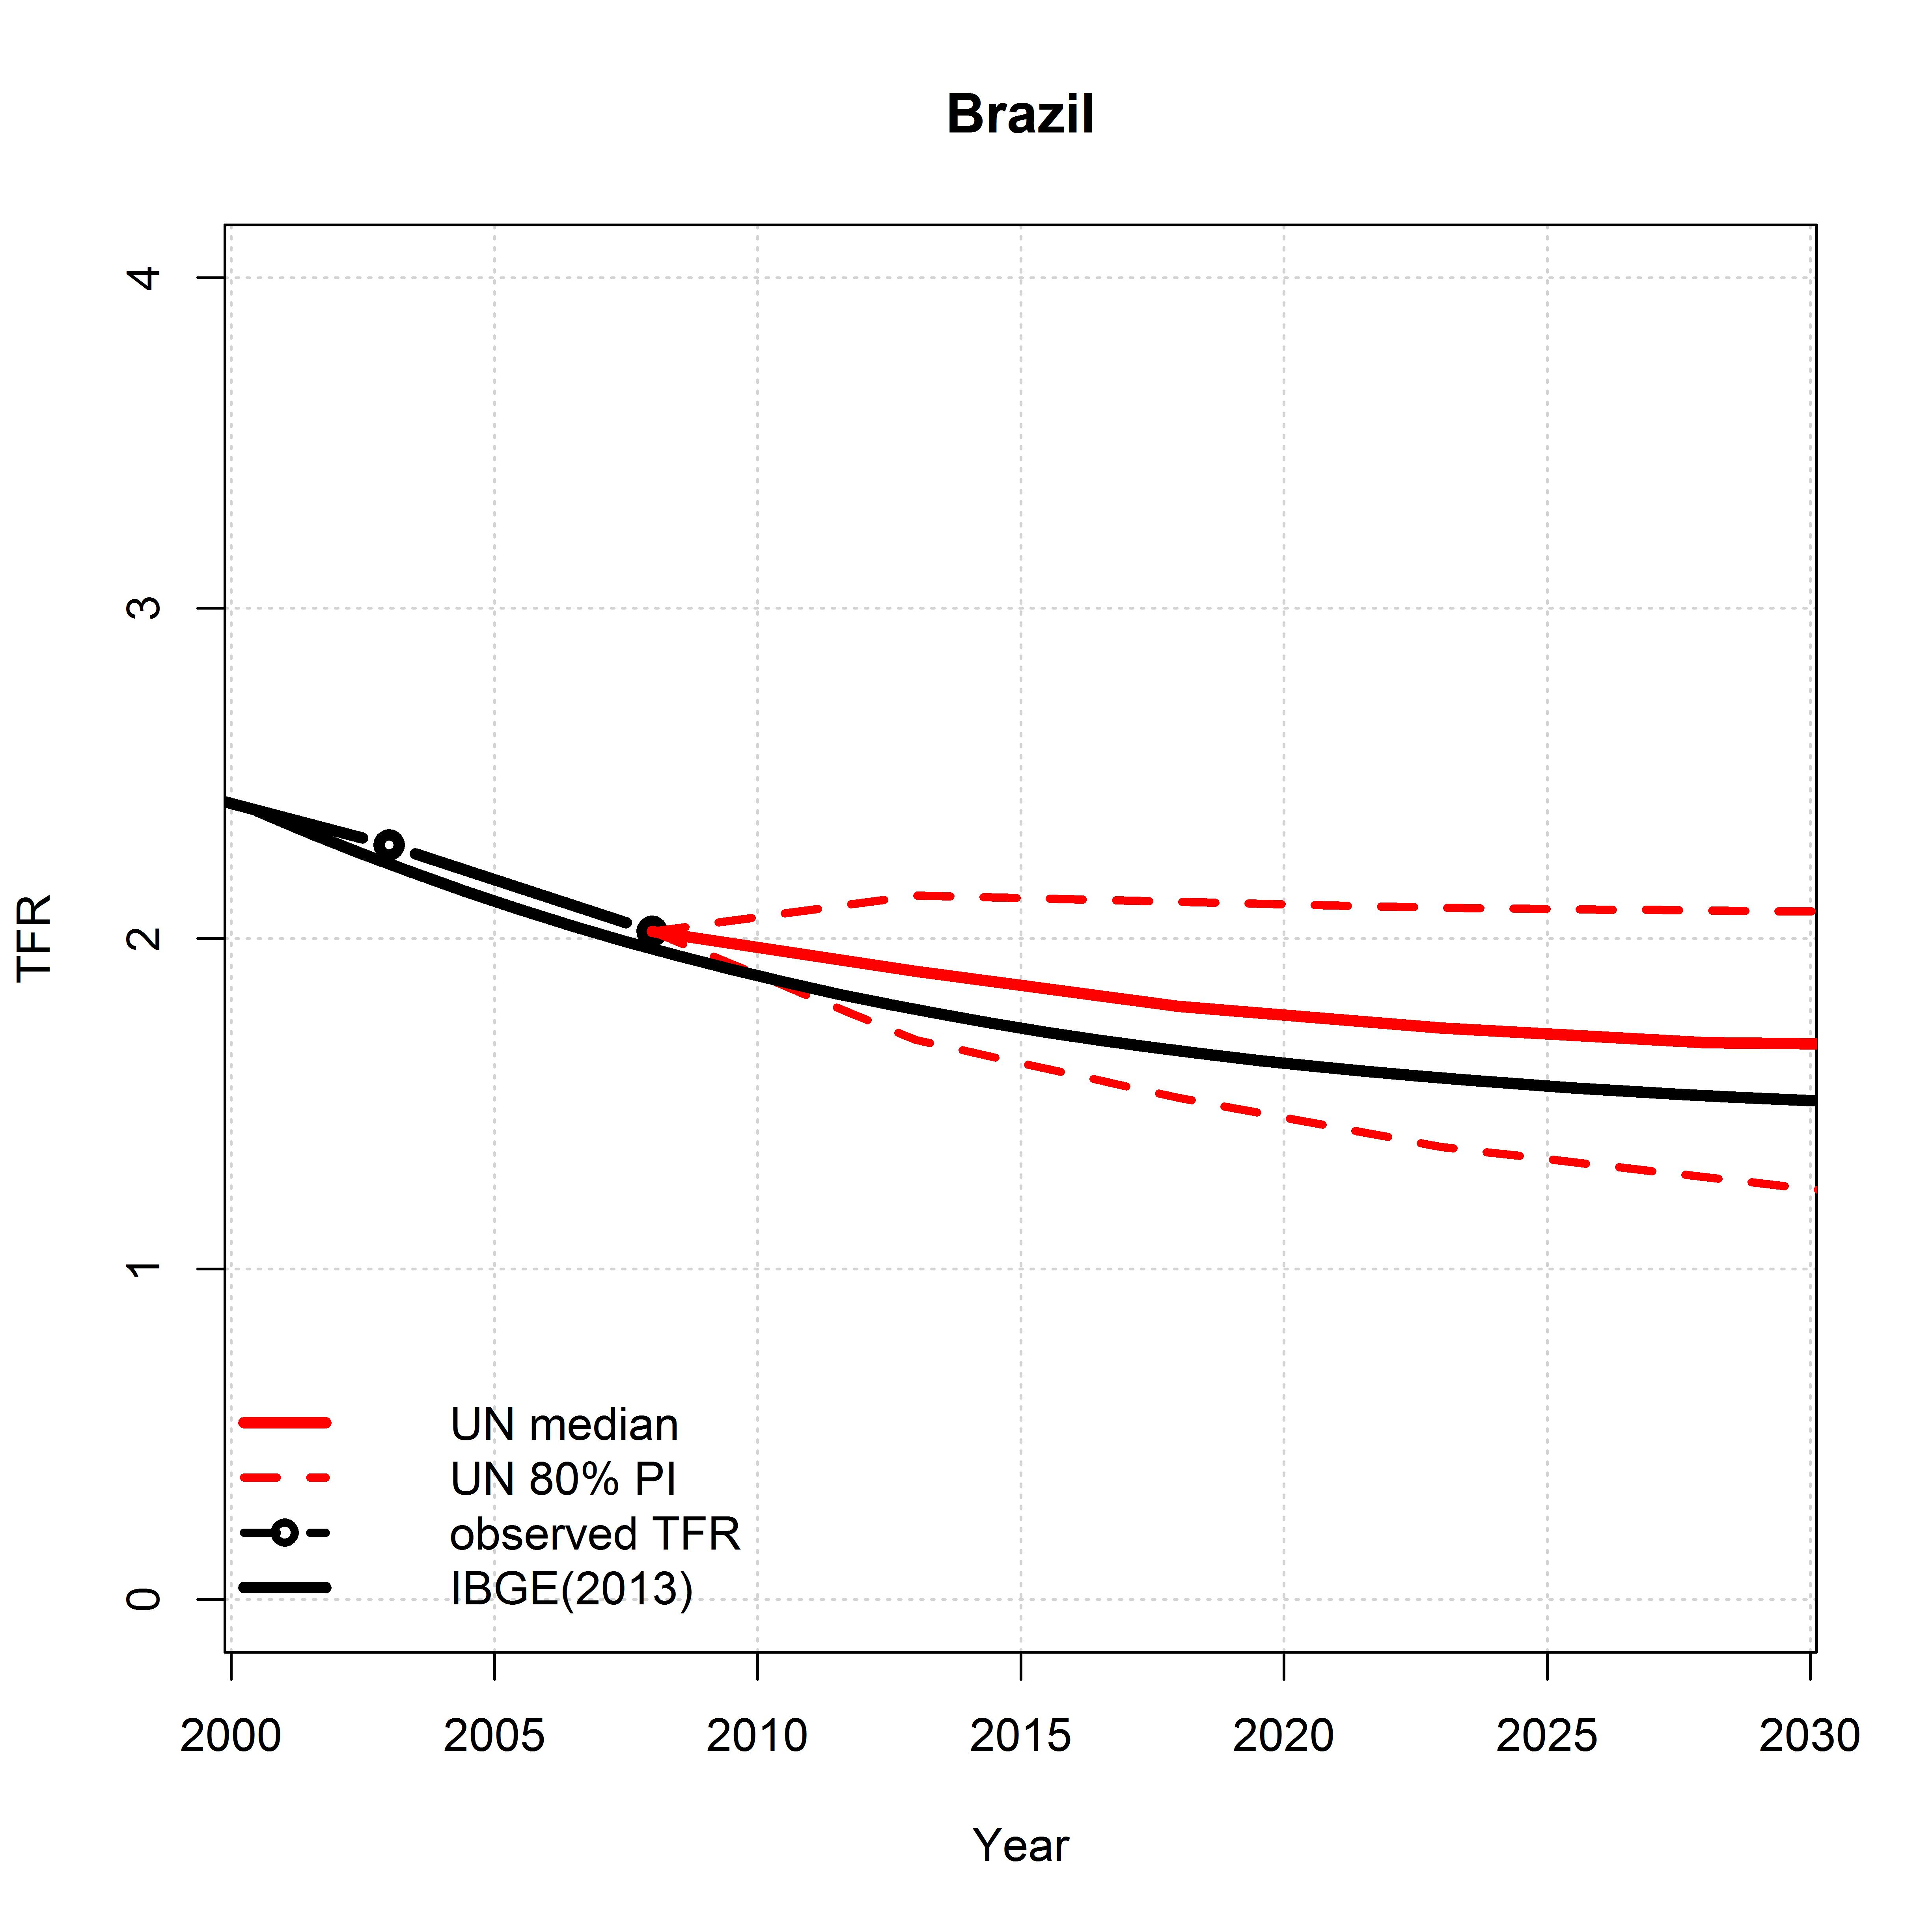 Brazil
TFR
4
3
2
1
0
UN median
UN 80% PI
observed TFR
IBGE(2013)
2000 2005 2010 2015 2020 2025 2030
Year